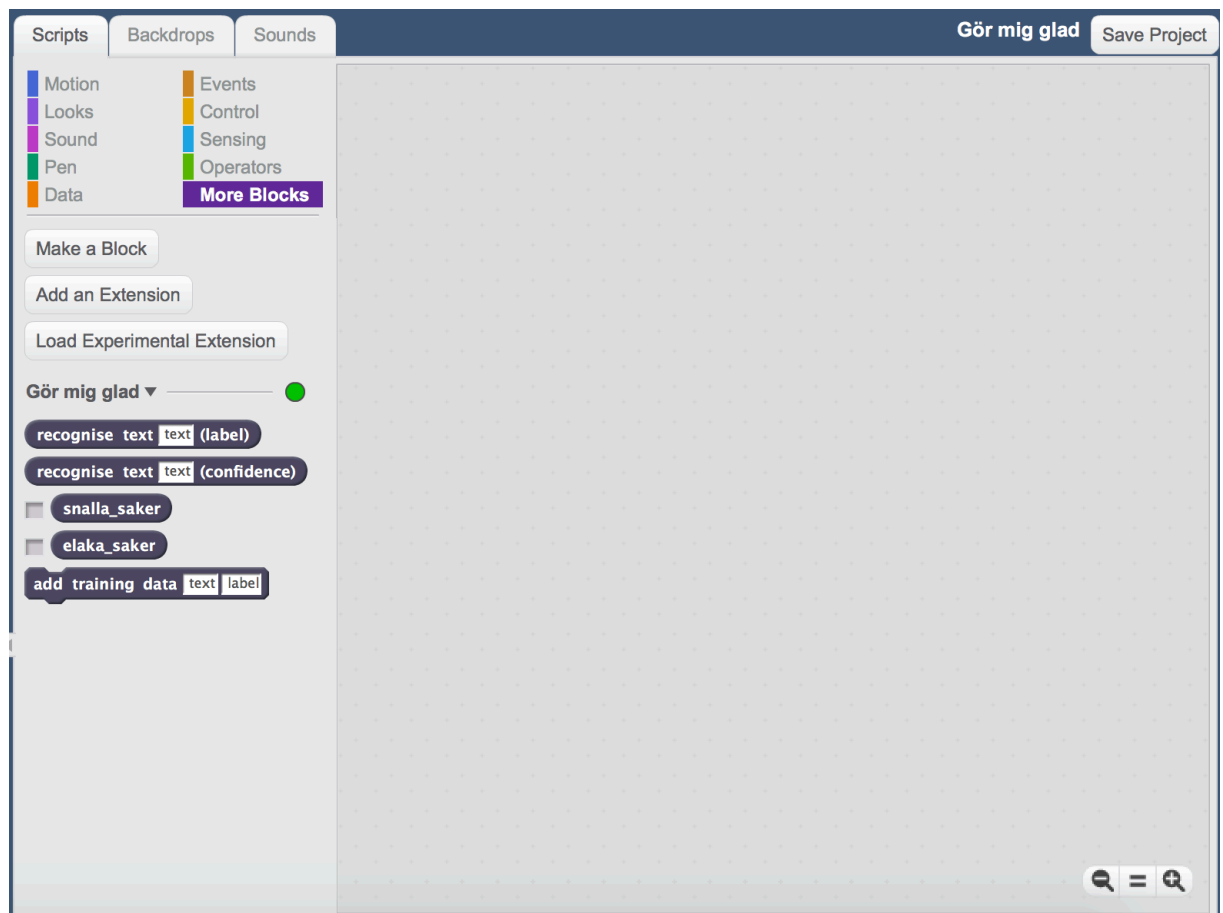 Scripts Backdrops Sounds Gör mig glad Save Project
Motion Events
Looks Control
Sound Sensing
Pen Operators
Data More Blocks
Make a Block
Add an Extension
Load Experimental Extension
Gör mig glad
recognise text text (label)
recognise text text (confidence)
snalla_saker
elaka_saker
add training data text label